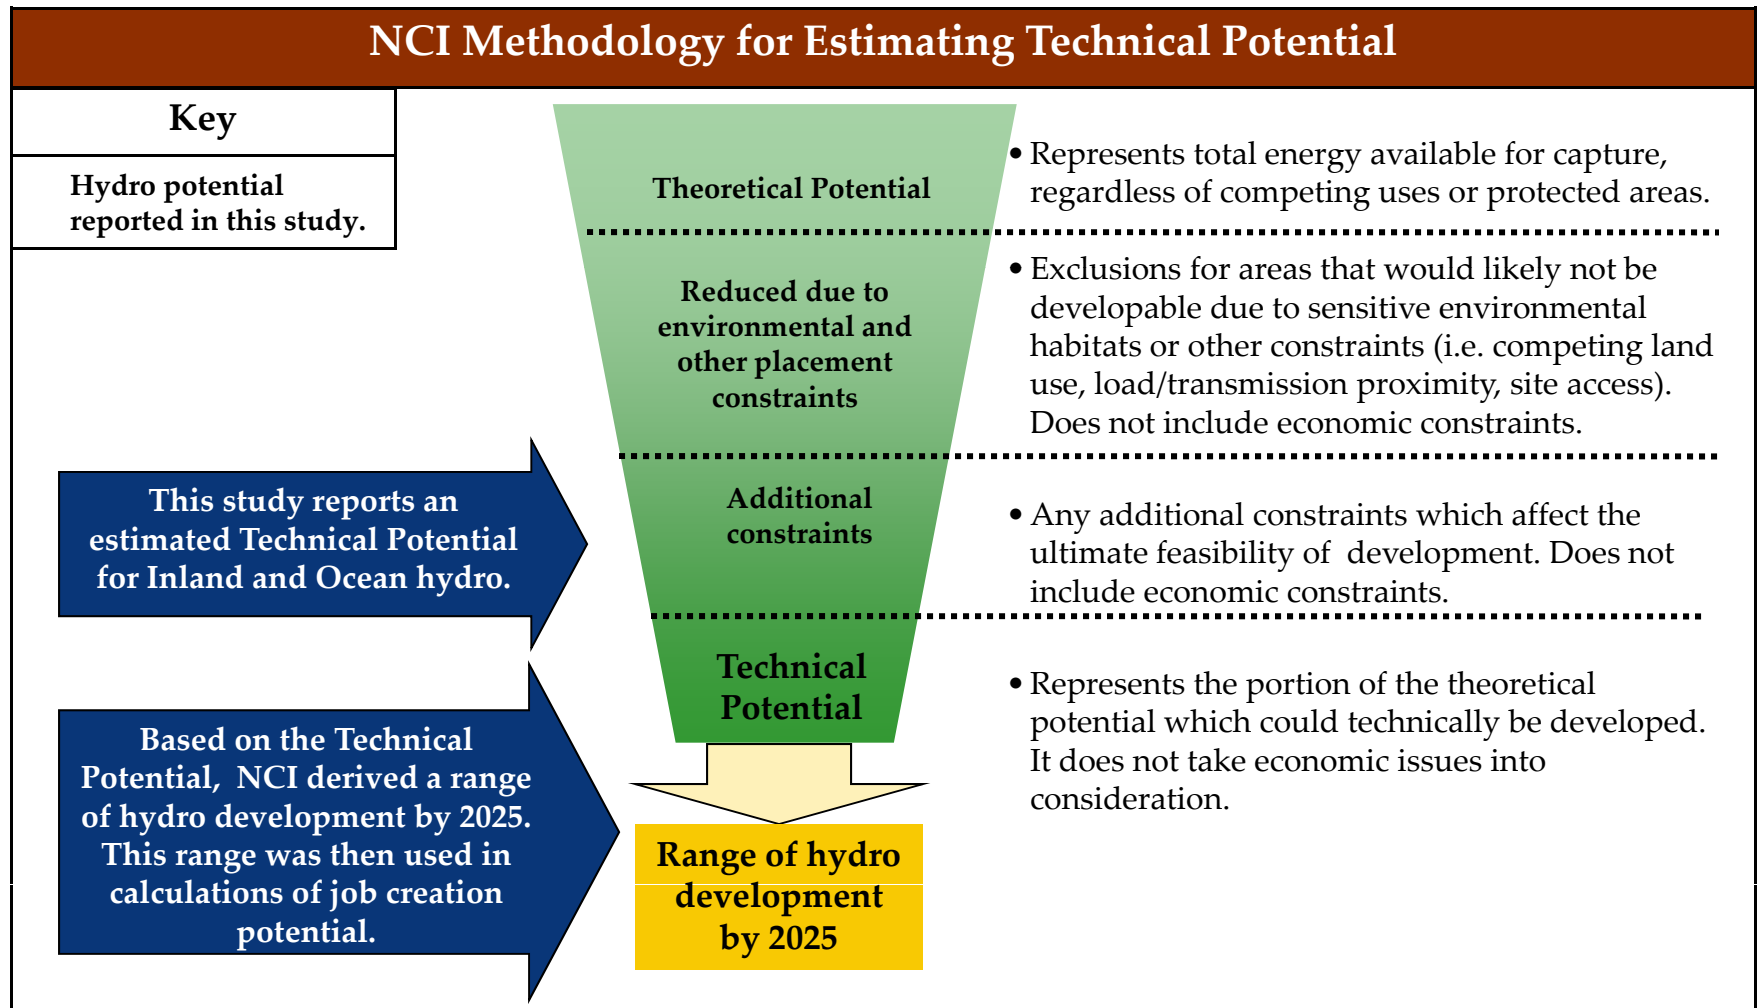 NCI Methodology for Estimating Technical Potential
Key
Hydro potential
reported in this study.
Theoretical Potential
• Represents total energy available for capture,
regardless of competing uses or protected areas.
Reduced due to
environmental and
other placement
constraints
• Exclusions for areas that would likely not be
developable due to sensitive environmental
habitats or other constraints (i.e. competing land
use, load/transmission proximity, site access).
Does not include economic constraints.
This study reports an
estimated Technical Potential
for Inland and Ocean hydro.
Additional
constraints
• Any additional constraints which affect the
ultimate feasibility of  development. Does not
include economic constraints.
Technical
Potential
• Represents the portion of the theoretical
potential which could technically be developed.
It does not take economic issues into
consideration.
Based on the Technical
Potential,  NCI derived a range
of hydro development by 2025.
This range was then used in
calculations of job creation
potential.
Range of hydro
development
by 2025